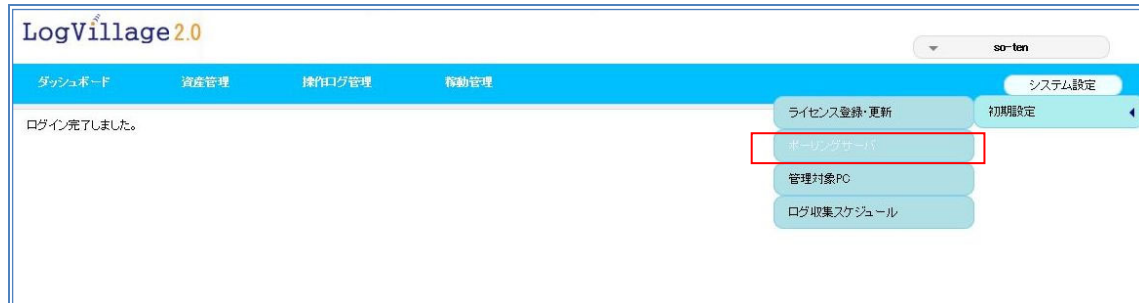 LogVillage 2.0
so-ten
ダッシュボード 資産管理 操作ログ管理 稼動管理 システム設定
ログイン完了しました。
ライセンス登録・更新 初期設定
ポーリングサーバ
管理対象PC
ログ収集スケジュール